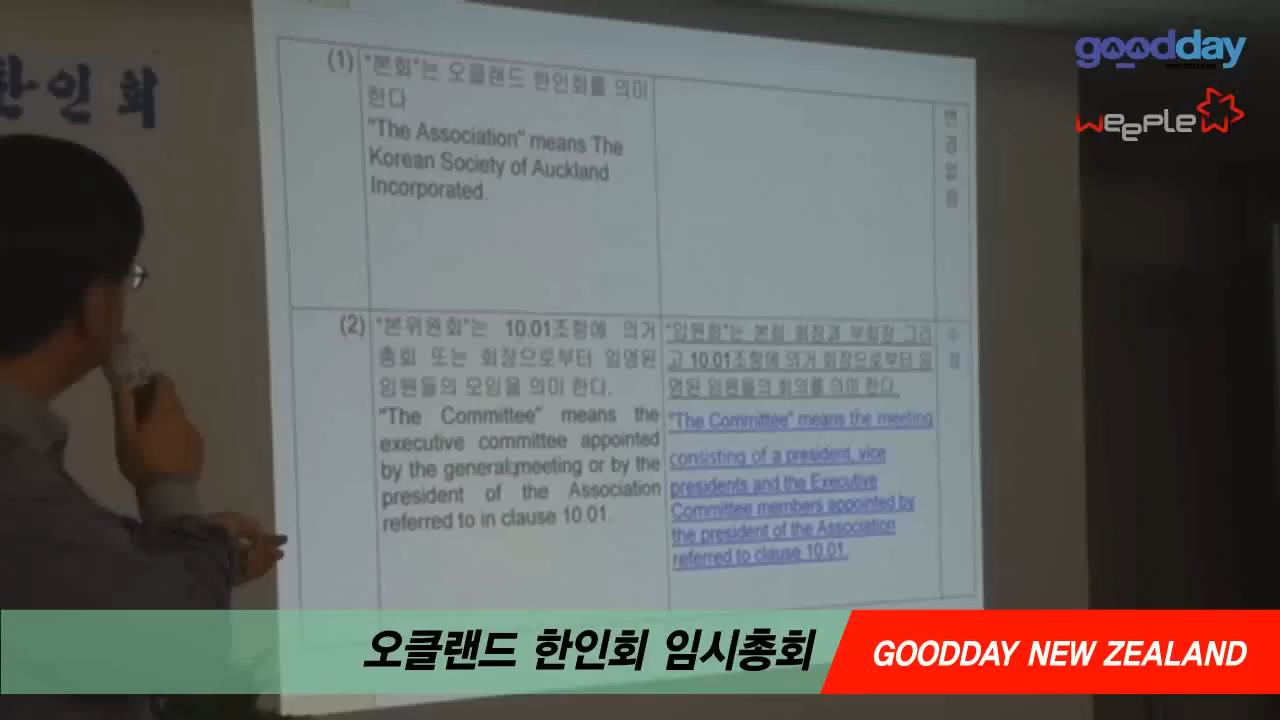 goodday
weeple
한인회
(1) "본회"는 오클랜드 한인회를 의미
한다
"The Association" means The
Korean Society of Auckland
Incorporated.
변
경
없
음
(2) "본위원회"는 10.01조항에 의거
총회 또는 회장으로부터 임명된
임원들의 모임을 의미 한다.
"The Committee" means the
executive committee appointed
by the general;meeting or by the
president of the Association
referred to in clause 10.01.
"임원회"는 본회 회장과 부회장 그리
고 10.01조항에 의거 회장으로부터 임
명된 임원들의 회의를 의미 한다.
"The Committee" means the meeting
consisting of a president, vice
presidents and the Executive
Committee members appointed by
the president of the Association
referred to clause 10.01.
수
정
오클랜드 한인회 임시총회
GOODDAY NEW ZEALAND